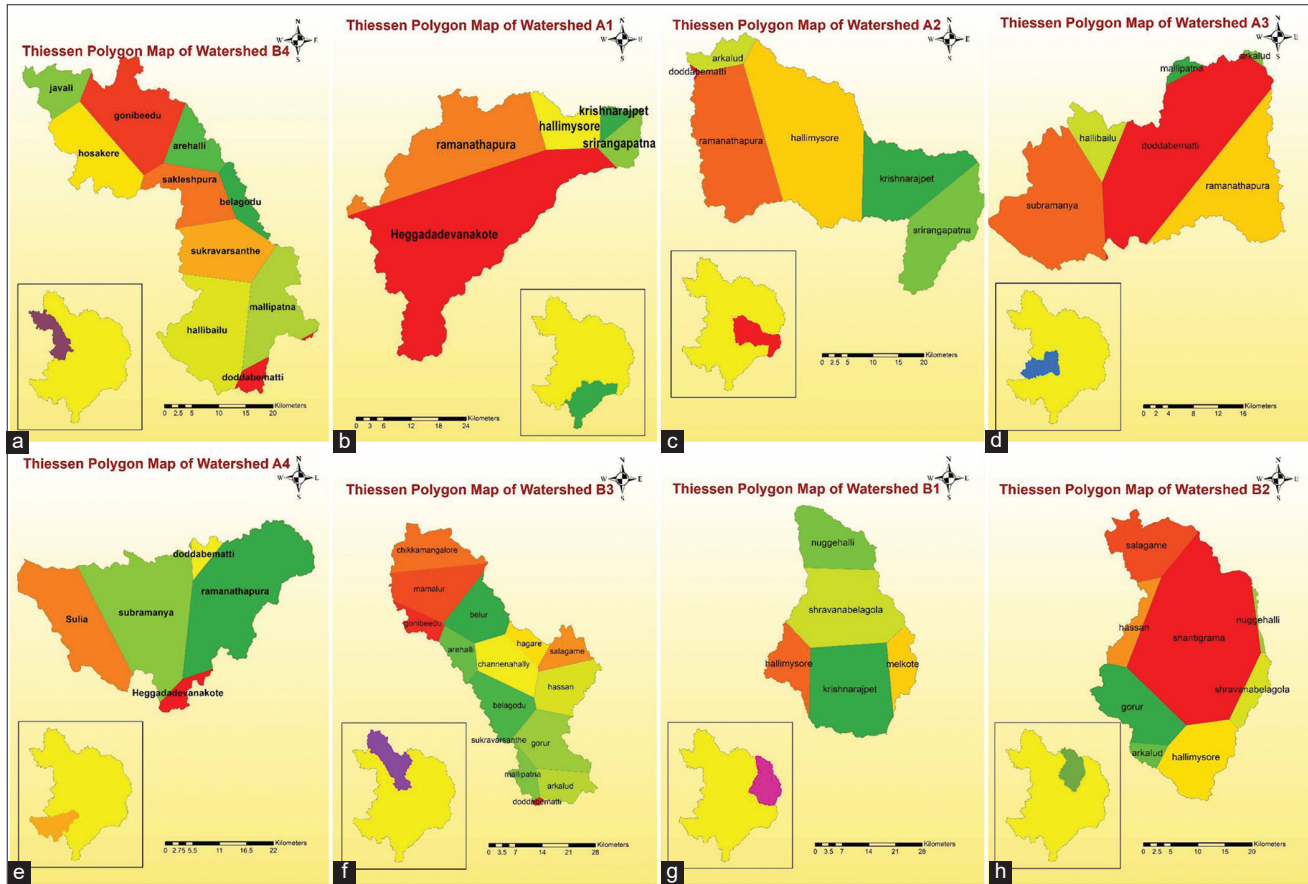 Thiessen Polygon Map of Watershed B4
N
W E
S
javali
gonibeedu
hosakere
arehalli
sakleshpura
belagodu
sukravarsanthe
mallipatna
hallibailu
doddabematti
Kilometers
0 2.5 5 10 15 20
a
Thiessen Polygon Map of Watershed A1
N
W E
S
krishnarajpet
hallimysore
srirangapatna
ramanathapura
Heggadadevanakote
Kilometers
0 3 6 12 18 24
b
Thiessen Polygon Map of Watershed A2
N
W E
S
arkalud
doddabematti
ramanathapura
hallimysore
krishnarajpet
srirangapatna
Kilometers
0 2.5 5 10 15 20
c
Thiessen Polygon Map of Watershed A3
N
W E
S
arkalud
mallipatna
hallibailu
doddabematti
ramanathapura
subramanya
Kilometers
0 2 4 8 12 16
d
Thiessen Polygon Map of Watershed A4
N
W E
S
doddabematti
ramanathapura
subramanya
Sulia
Heggadadevanakote
Kilometers
0 2.75 5.5 11 16.5 22
e
Thiessen Polygon Map of Watershed B3
N
W E
S
chikkamangalore
mamalur
belur
gonibeedu
hagare
arehalli
salagame
channenahally
hassan
belagodu
sukravarsanthe
gorur
mallipatna
arkalud
doddabematti
Kilometers
0 3.5 7 14 21 28
f
Thiessen Polygon Map of Watershed B1
N
W E
S
nuggehalli
shravanabelagola
hallimysore
melkote
krishnarajpet
Kilometers
0 3.5 7 14 21 28
g
Thiessen Polygon Map of Watershed B2
N
W E
S
salagame
nuggehalli
hassan
shantigrama
shravanabelagola
gorur
arkalud
hallimysore
Kilometers
0 2.5 5 10 15 20
h